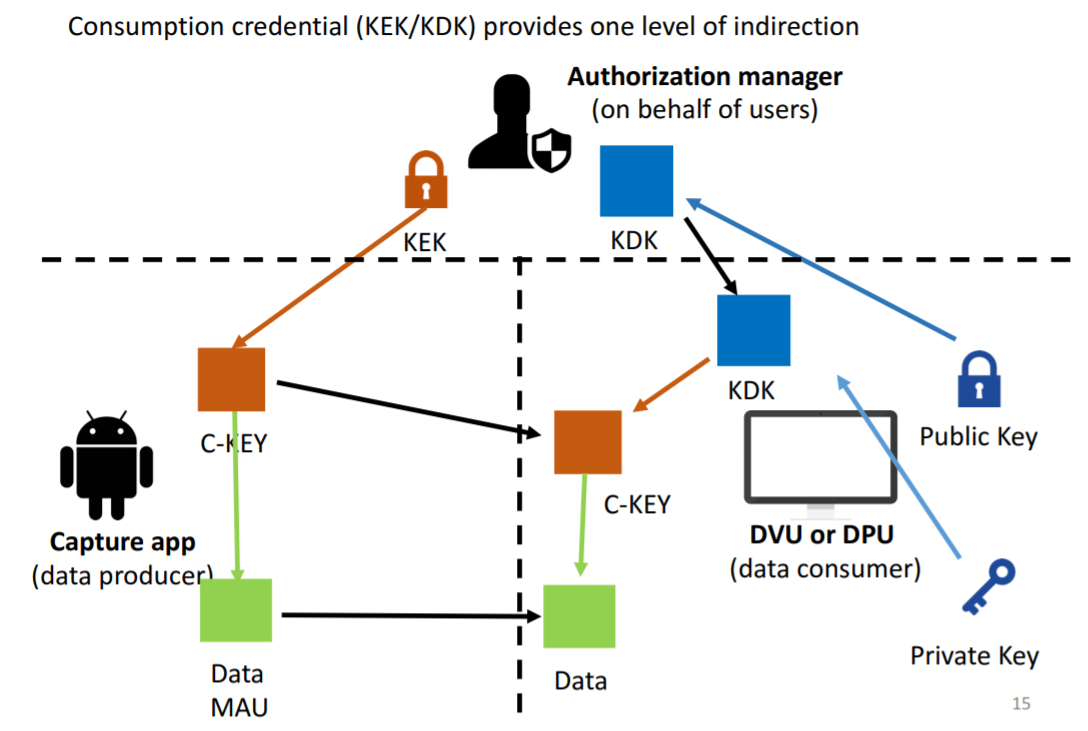 Consumption credential (KEK/KDK) provides one level of indirection
Authorization manager
(on behalf of users)
KEK
KDK
KDK
Public Key
C-KEY
C-KEY
Capture app
(data producer)
DVU or DPU
(data consumer)
Data
MAU
Data
Private Key
15